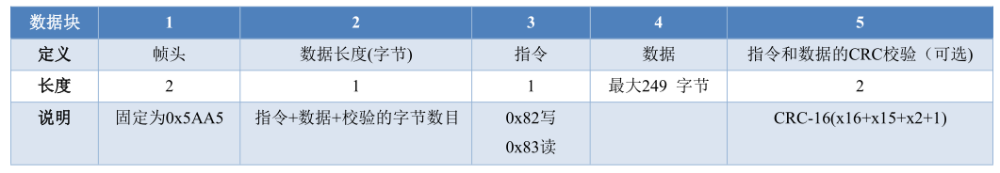 数据块 1 2 3 4 5
定义 帧头 数据长度(字节) 指令 数据 指令和数据的CRC校验（可选)
长度 2 1 1 最大249 字节 2
说明 固定为0x5AA5 指令+数据+校验的字节数目 0x82写 CRC-16(x16+x15+x2+1)
0x83读